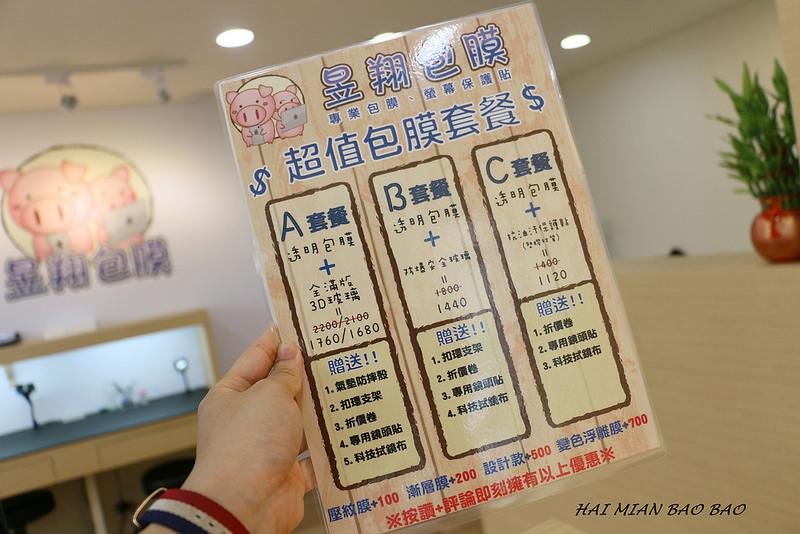 昱翔包膜
專業包膜、螢幕保護貼
$ 超值包膜套餐 $
A 套餐
透明包膜
+
全滿版
3D玻璃
=
2200/2100
1760/1680
贈送!!
1. 氣墊防摔殼
2. 扣環支架
3. 折價卷
4. 專用鏡頭貼
5. 科技拭鏡布
B 套餐
透明包膜
+
防爆安全玻璃
=
1800
1440
贈送!!
1. 扣環支架
2. 折價卷
3. 專用鏡頭貼
4. 科技拭鏡布
C 套餐
透明包膜
+
抗油汙保護貼
=
1400
1120
贈送!!
1. 折價卷
2. 專用鏡頭貼
3. 科技拭鏡布
壓紋膜+100 漸層膜+200 設計款+500 變色浮雕膜+700
※按讚+評論即刻擁有以上優惠※
昱翔包膜
HAI MIAN BAO BAO